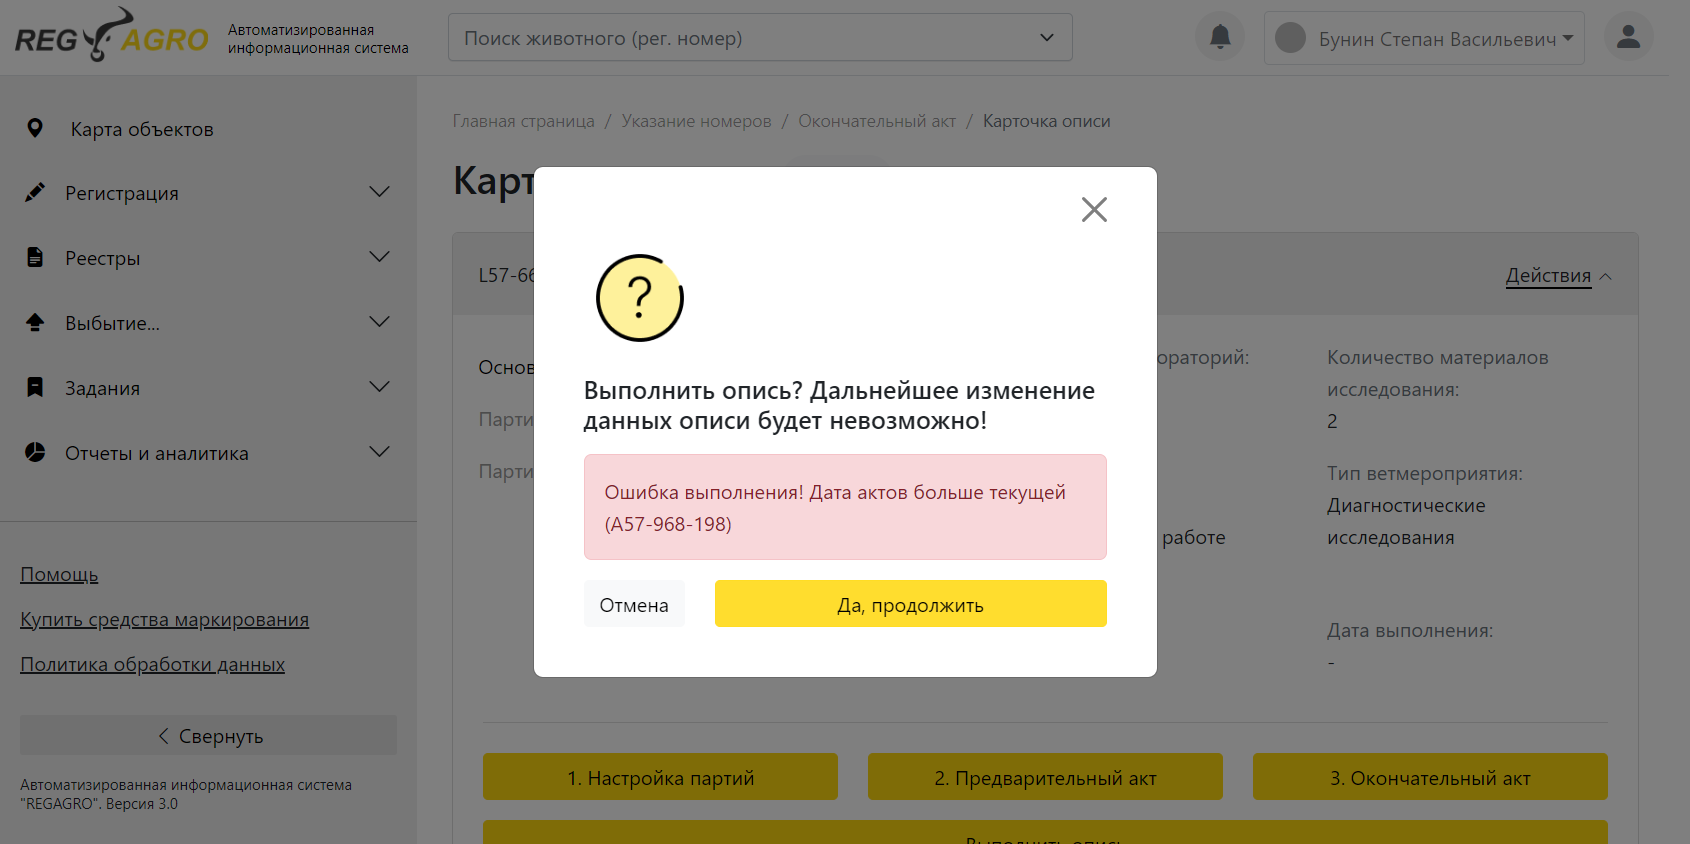 REG AGRO
Автоматизированная
информационная система
Поиск животного (рег. номер)
Бунин Степан Васильевич
Карта объектов
Регистрация
Реестры
Выбытие...
Задания
Отчеты и аналитика
Помощь
Купить средства маркирования
Политика обработки данных
Свернуть
Автоматизированная информационная система
"REGAGRO". Версия 3.0
Главная страница / Указание номеров / Окончательный акт / Карточка описи
Карт
L57-66
Действия
Основ
Парти
Парти
ораторий:
работе
Количество материалов
исследования:
2
Тип ветмероприятия:
Диагностические
исследования
Дата выполнения:
-
?
Выполнить опись? Дальнейшее изменение
данных описи будет невозможно!
Ошибка выполнения! Дата актов больше текущей
(A57-968-198)
Отмена
Да, продолжить
1. Настройка партий
2. Предварительный акт
3. Окончательный акт
Выполнить опись